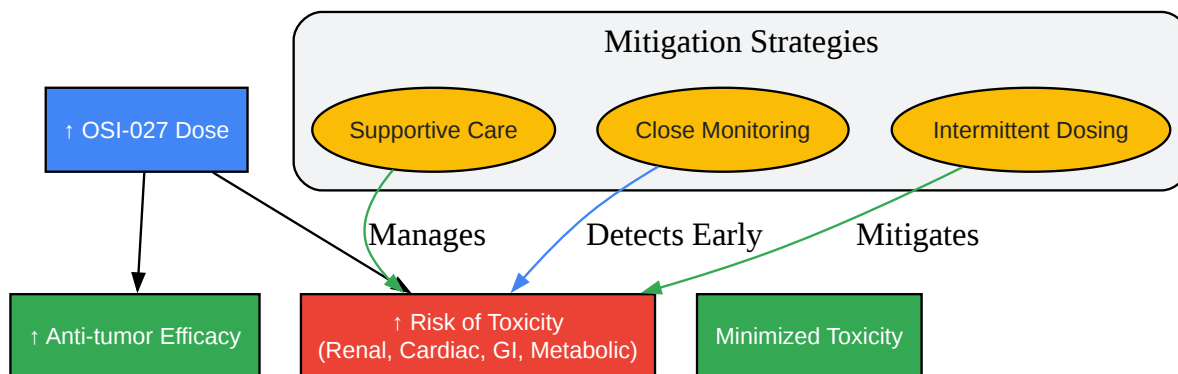 Mitigation Strategies
↑ OSI-027 Dose
Supportive Care
Close Monitoring
Intermittent Dosing
Manages
Detects Early
Mitigates
↑ Anti-tumor Efficacy
↑ Risk of Toxicity
(Renal, Cardiac, GI, Metabolic)
Minimized Toxicity